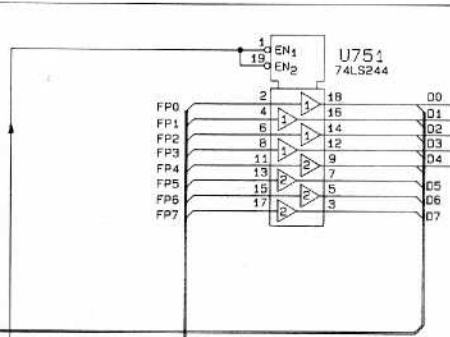 1 EN1
19 EN2
U751
74LS244
FP0 2 1 18 D0
FP1 4 1 16 D1
FP2 6 1 14 D2
FP3 8 1 12 D3
FP4 11 2 9 D4
FP5 13 2 7 D5
FP6 15 2 5 D6
FP7 17 2 3 D7